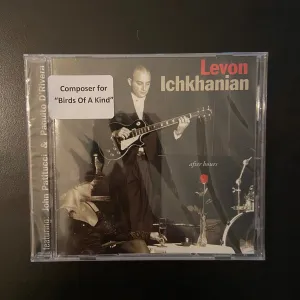 Levon
Ichkhanian
Composer for
"Birds Of A Kind"
after hours
featuring John Patitucci & Paquito D'Rivera